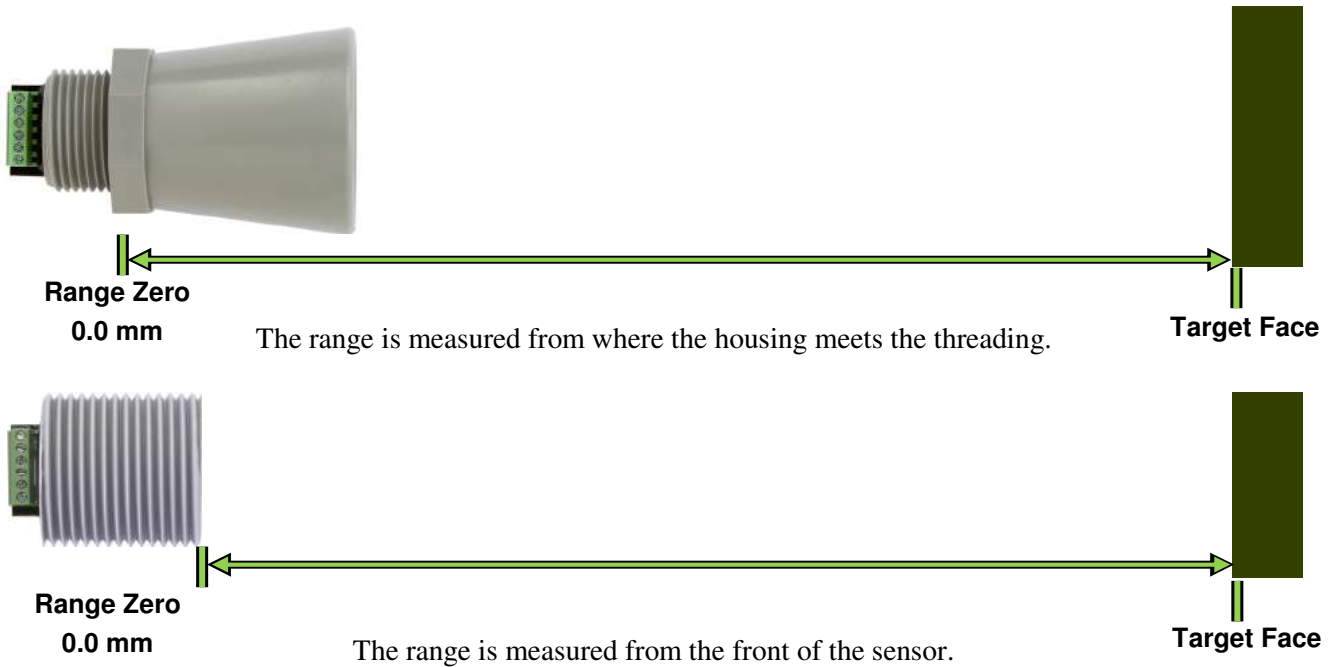 Range Zero
0.0 mm
The range is measured from where the housing meets the threading.
Target Face
Range Zero
0.0 mm
The range is measured from the front of the sensor.
Target Face